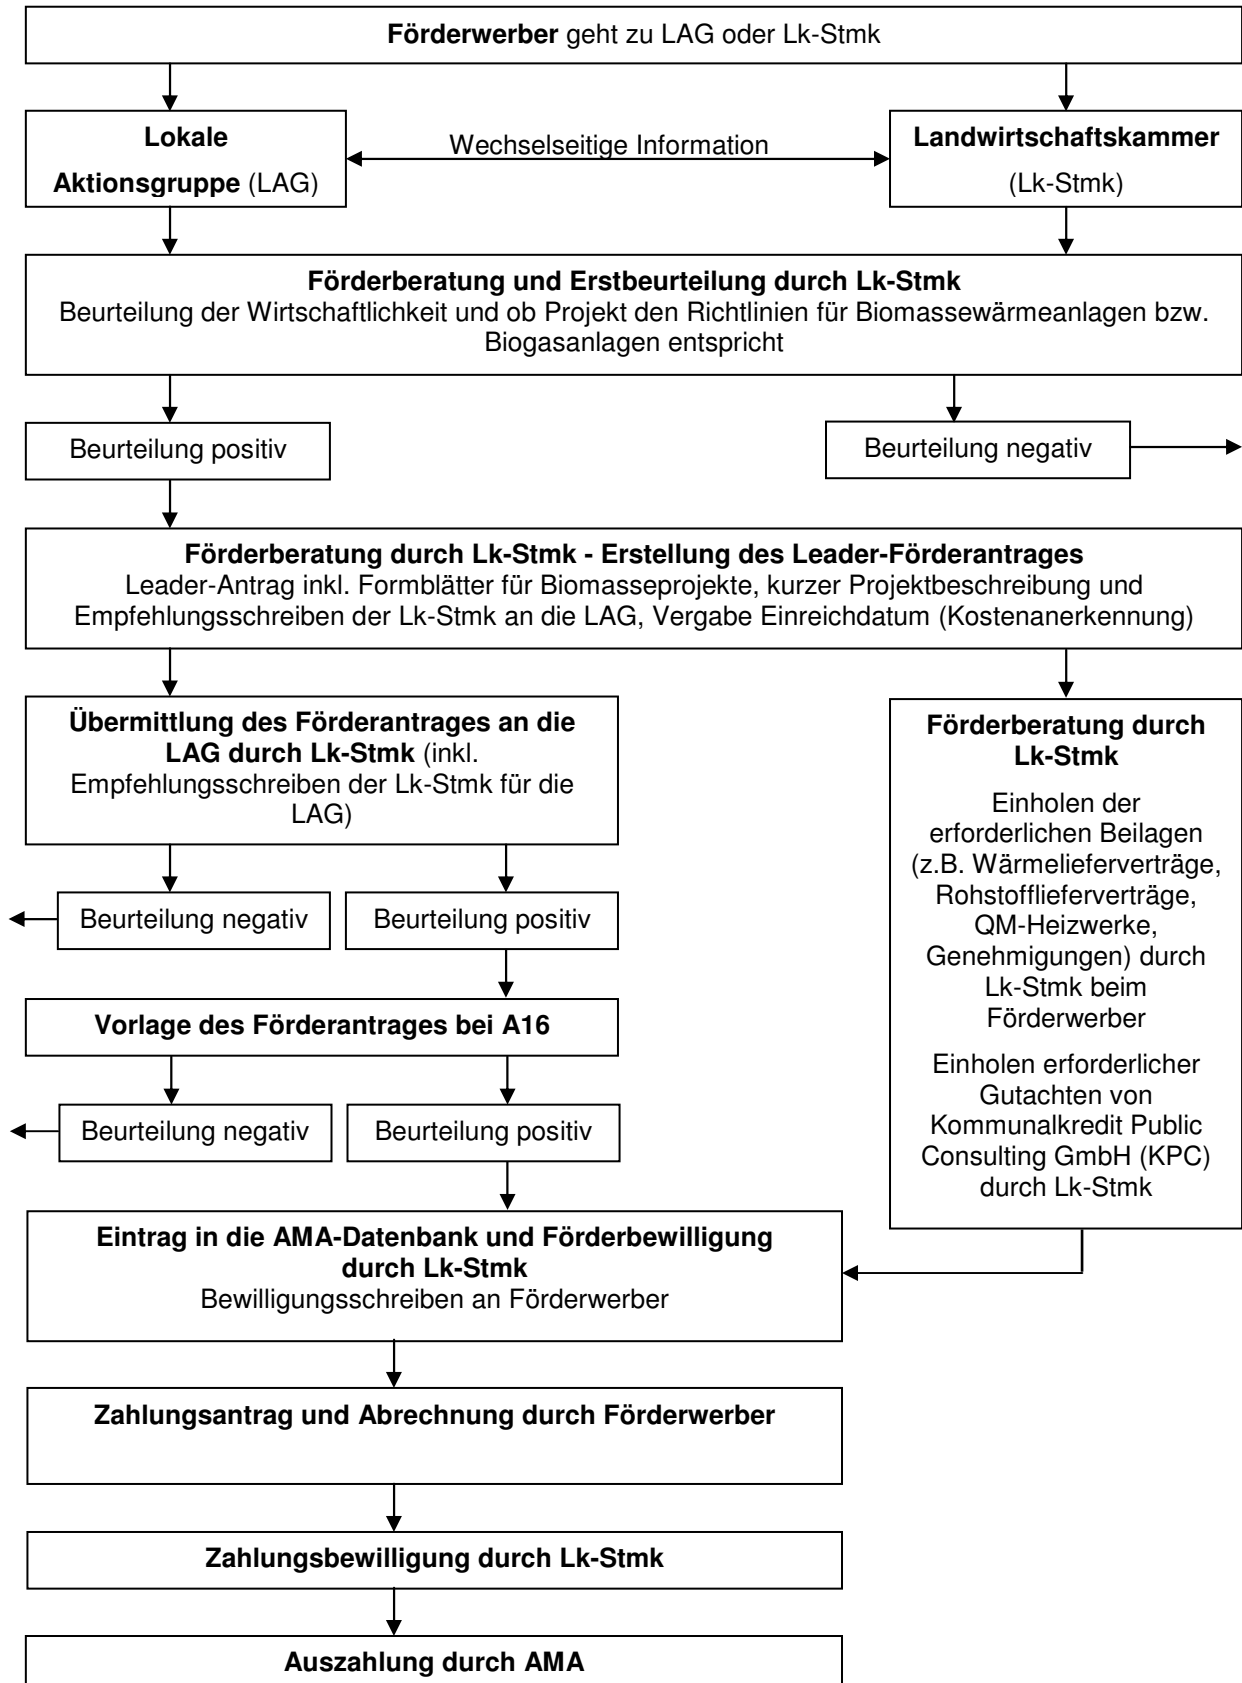 Förderwerber geht zu LAG oder Lk-Stmk
Lokale
Aktionsgruppe (LAG)
Wechselseitige Information
Landwirtschaftskammer
(Lk-Stmk)
Förderberatung und Erstbeurteilung durch Lk-Stmk
Beurteilung der Wirtschaftlichkeit und ob Projekt den Richtlinien für Biomassewärmeanlagen bzw.
Biogasanlagen entspricht
Beurteilung positiv
Beurteilung negativ
Förderberatung durch Lk-Stmk - Erstellung des Leader-Förderantrages
Leader-Antrag inkl. Formblätter für Biomasseprojekte, kurzer Projektbeschreibung und
Empfehlungsschreiben der Lk-Stmk an die LAG, Vergabe Einreichdatum (Kostenanerkennung)
Übermittlung des Förderantrages an die
LAG durch Lk-Stmk (inkl.
Empfehlungsschreiben der Lk-Stmk für die
LAG)
Beurteilung negativ
Beurteilung positiv
Vorlage des Förderantrages bei A16
Beurteilung negativ
Beurteilung positiv
Förderberatung durch
Lk-Stmk
Einholen der
erforderlichen Beilagen
(z.B. Wärmelieferverträge,
Rohstofflieferverträge,
QM-Heizwerke,
Genehmigungen) durch
Lk-Stmk beim
Förderwerber
Einholen erforderlicher
Gutachten von
Kommunalkredit Public
Consulting GmbH (KPC)
durch Lk-Stmk
Eintrag in die AMA-Datenbank und Förderbewilligung
durch Lk-Stmk
Bewilligungsschreiben an Förderwerber
Zahlungsantrag und Abrechnung durch Förderwerber
Zahlungsbewilligung durch Lk-Stmk
Auszahlung durch AMA